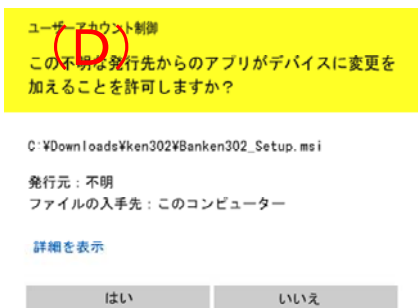 ユーザーアカウント制御
(D)
この不明な発行先からのアプリがデバイスに変更を
加えることを許可しますか？
C:¥Downloads¥ken302¥Banken302_Setup.msi
発行元：不明
ファイルの入手先：このコンピューター
詳細を表示
はい
いいえ